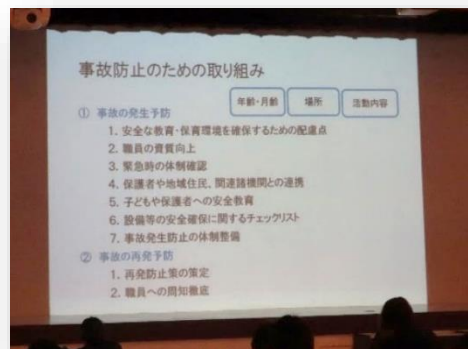 事故防止のための取り組み
年齢・月齢 場所 活動内容
① 事故の発生予防
1. 安全な教育・保育環境を確保するための配慮点
2. 職員の資質向上
3. 緊急時の体制確認
4. 保護者や地域住民、関連諸機関との連携
5. 子どもや保護者への安全教育
6. 設備等の安全確保に関するチェックリスト
7. 事故発生防止の体制整備
② 事故の再発予防
1. 再発防止策の策定
2. 職員への周知徹底